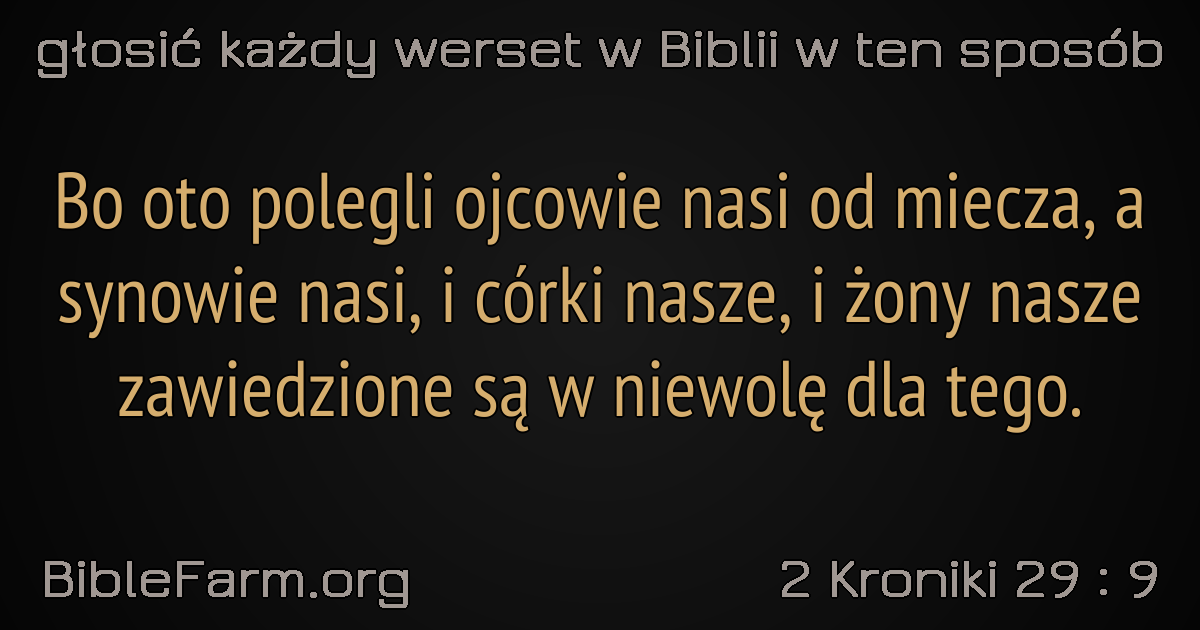 głosić każdy werset w Biblii w ten sposób
Bo oto polegli ojcowie nasi od miecza, a
synowie nasi, i córki nasze, i żony nasze
zawiedzione są w niewolę dla tego.
BibleFarm.org
2 Kroniki 29 : 9